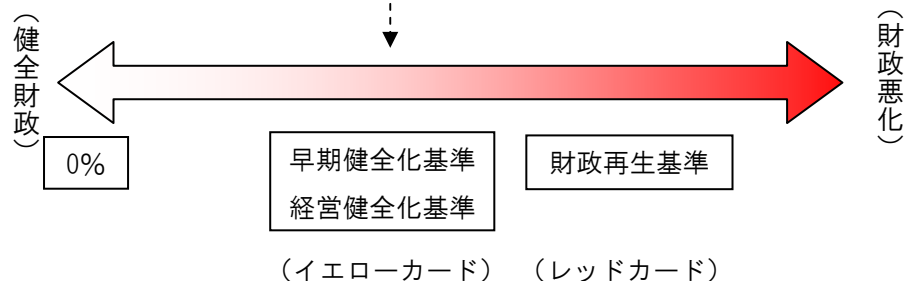 （健全財政）
（財政悪化）
0%
早期健全化基準
経営健全化基準
財政再生基準
（イエローカード）
（レッドカード）